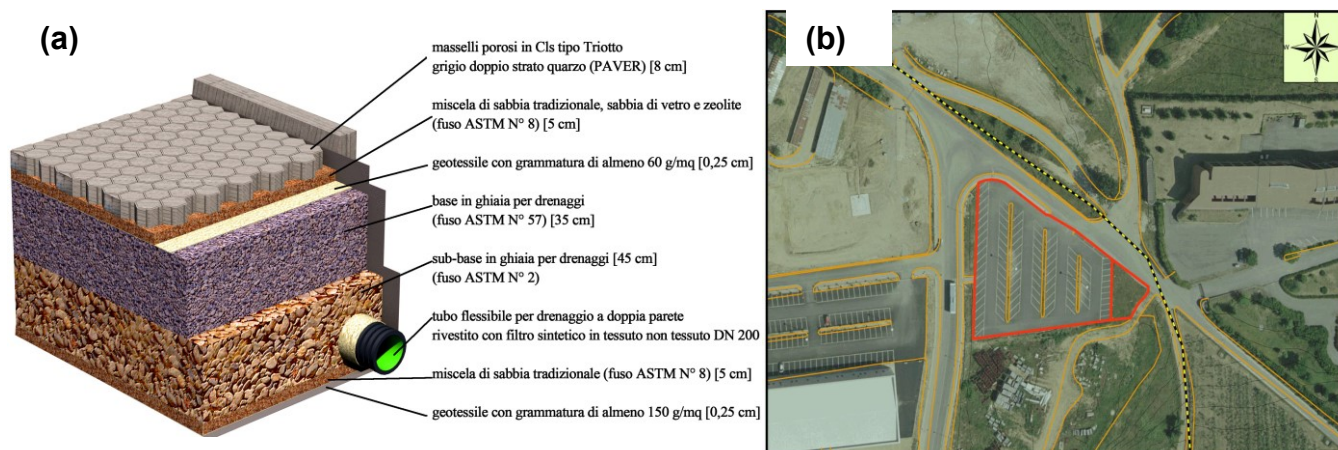 (a)
masselli porosi in Cls tipo Triotto
grigio doppio strato quarzo (PAVER) [8 cm]
miscela di sabbia tradizionale, sabbia di vetro e zeolite
(fuso ASTM N° 8) [5 cm]
geotessile con grammatura di almeno 60 g/mq [0,25 cm]
base in ghiaia per drenaggi
(fuso ASTM N° 57) [35 cm]
sub-base in ghiaia per drenaggi [45 cm]
(fuso ASTM N° 2)
tubo flessibile per drenaggio a doppia parete
rivestito con filtro sintetico in tessuto non tessuto DN 200
miscela di sabbia tradizionale (fuso ASTM N° 8) [5 cm]
geotessile con grammatura di almeno 150 g/mq [0,25 cm]
(b)
N
W
E